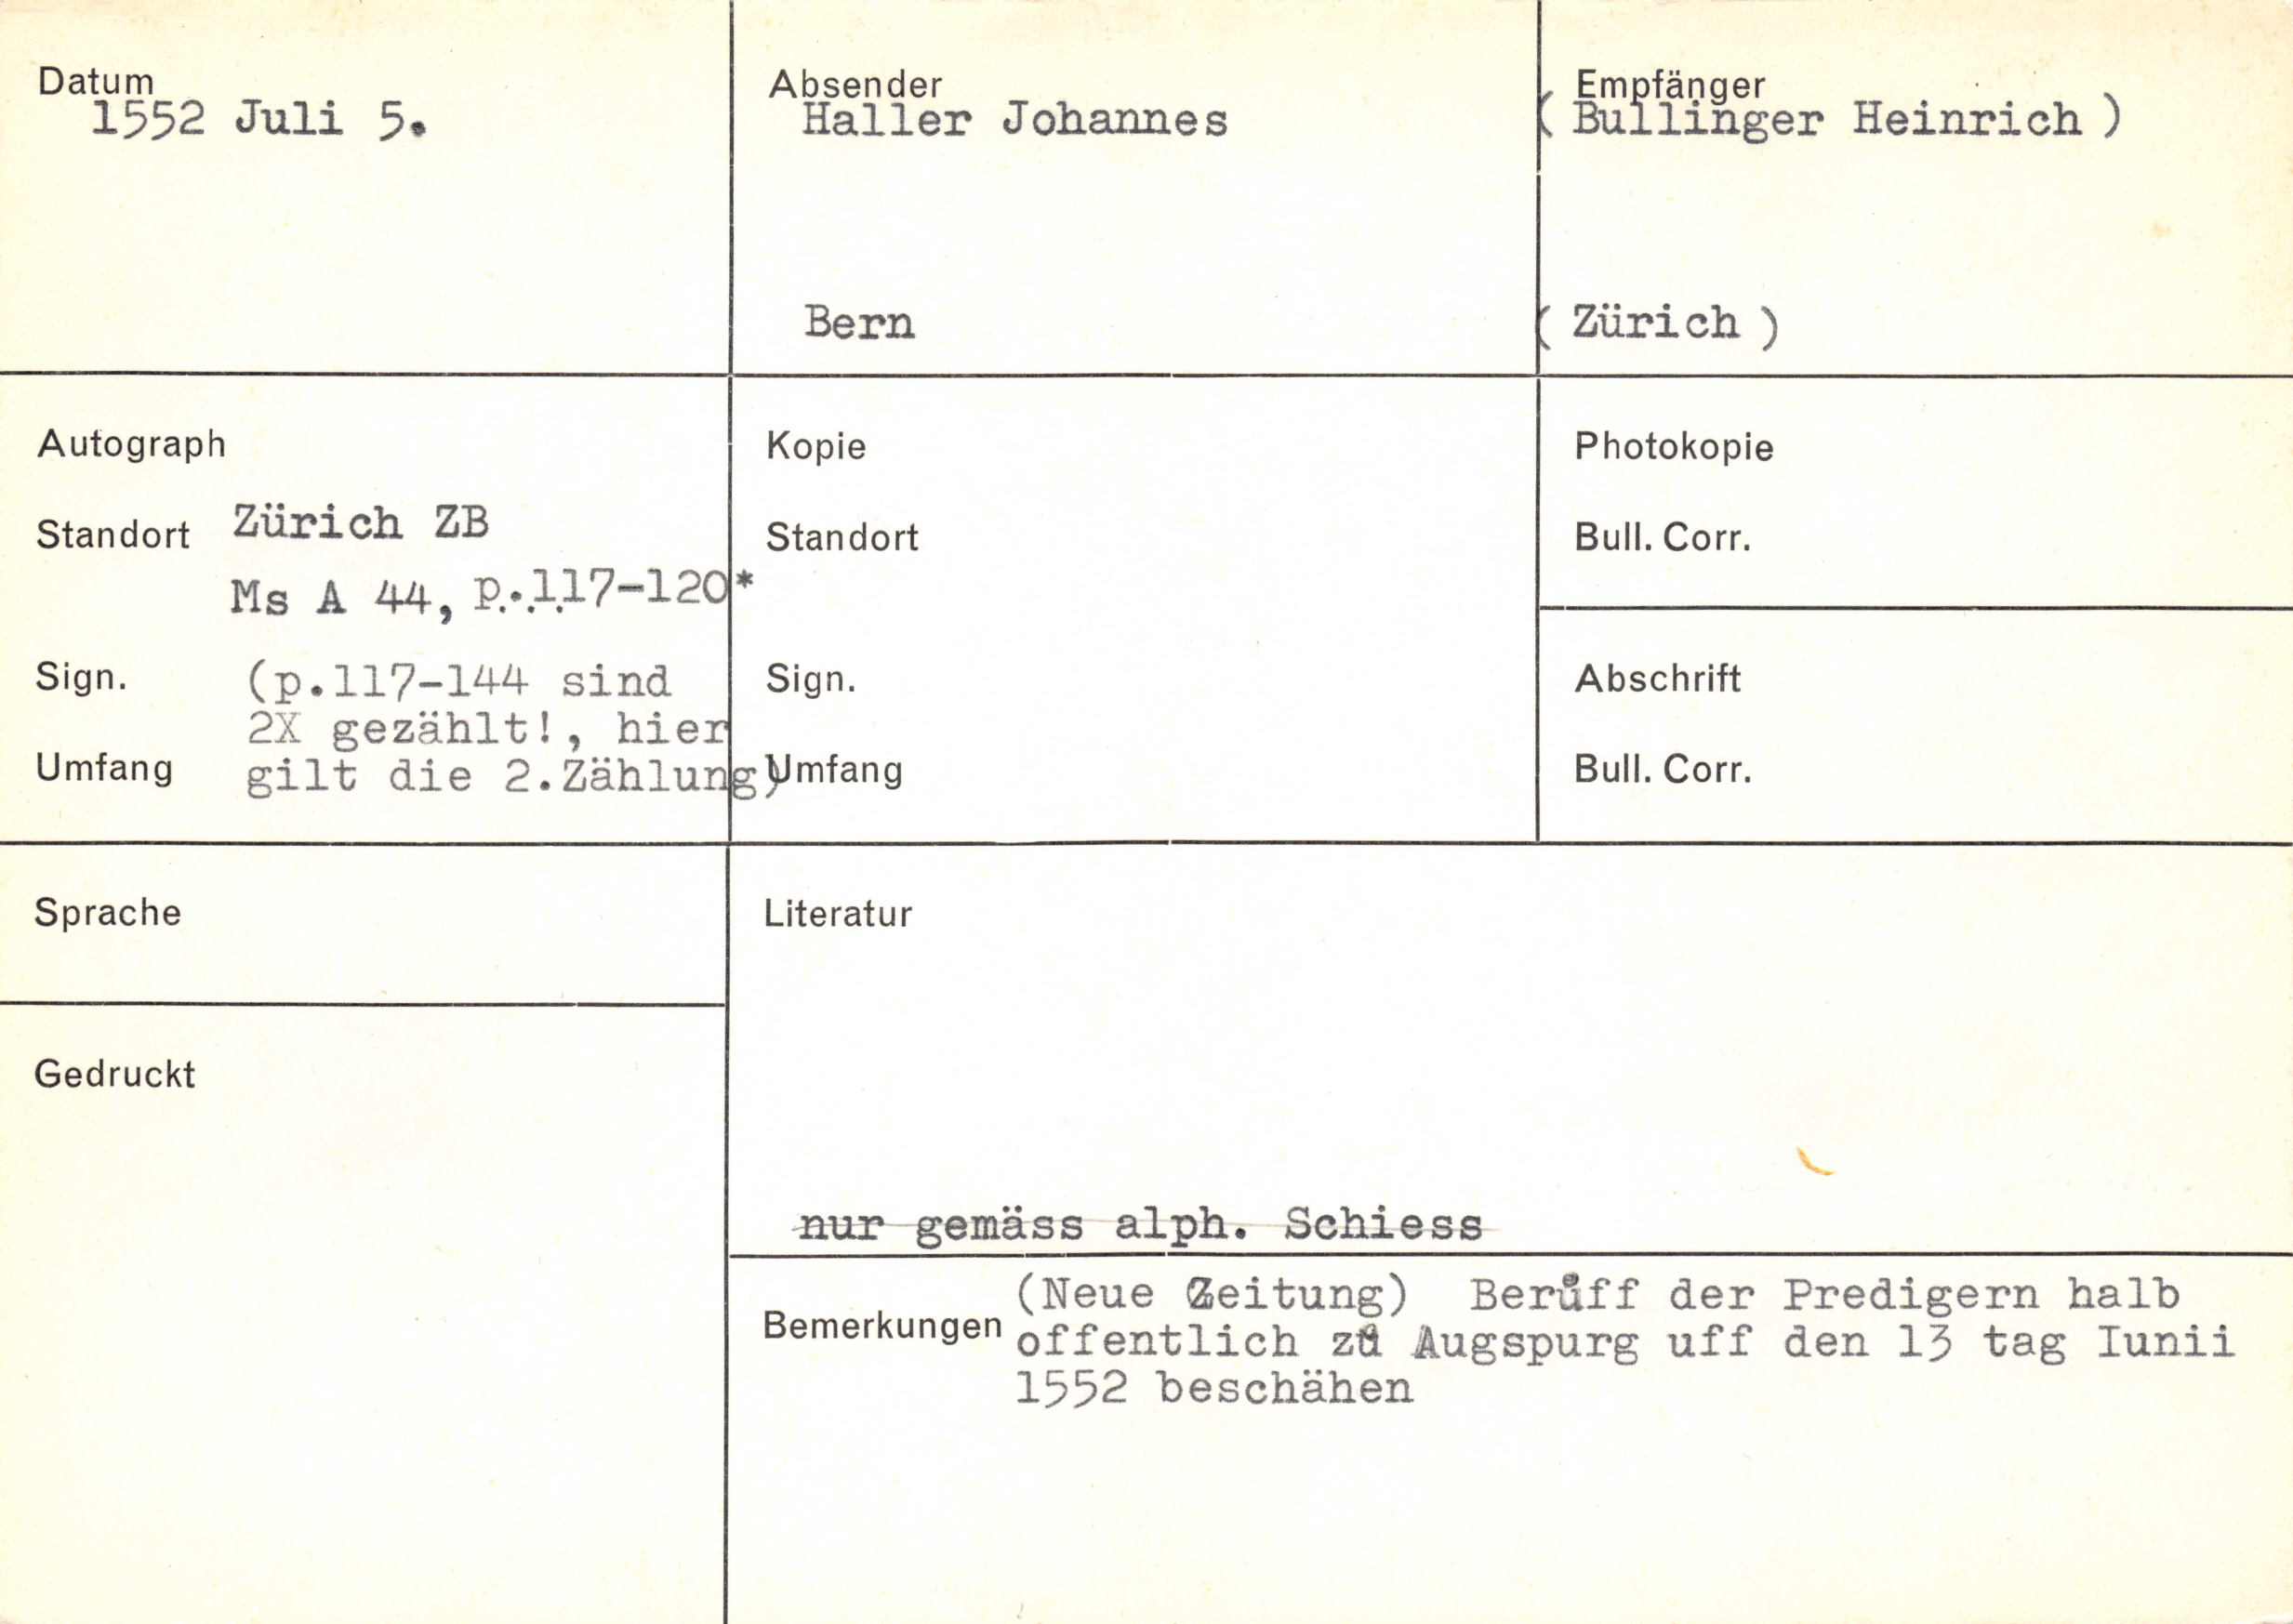 Datum
1552 Juli 5.
Absender
Haller Johannes
Bern
Empfänger
( Bullinger Heinrich )
( Zürich )
Autograph
Standort Zürich ZB
Ms A 44, p. 117-120*
Sign. (p.117-144 sind
2X gezählt!, hier
Umfang gilt die 2.Zählung)
Kopie
Standort
Sign.
Umfang
Photokopie
Bull. Corr.
Abschrift
Bull. Corr.
Sprache
Gedruckt
Literatur
nur gemäss alph. Schiess
Bemerkungen (Neue Zeitung) Berůff der Predigern halb
offentlich zů Augspurg uff den 13 tag Iunii
1552 beschähen